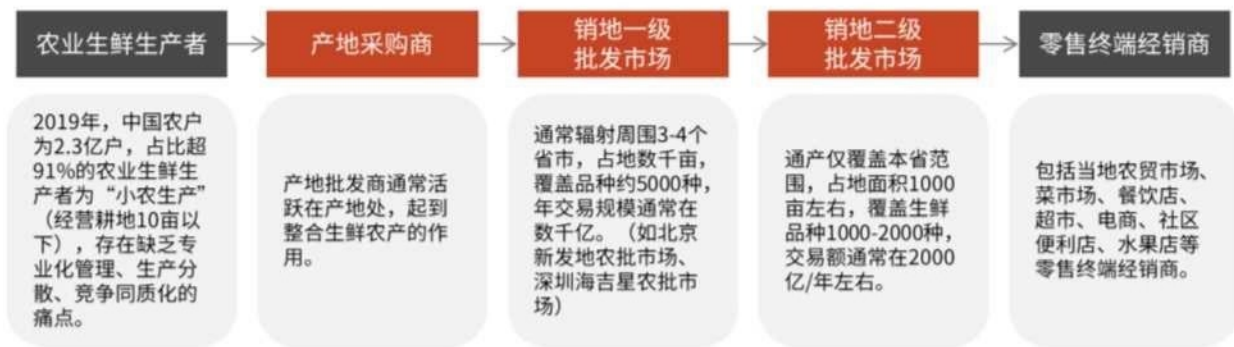 农业生鲜生产者
产地采购商
销地一级
批发市场
销地二级
批发市场
零售终端经销商
2019年，中国农户
为2.3亿户，占比超
91%的农业生鲜生
产者为“小农生产”
（经营耕地10亩以
下），存在缺乏专
业化管理、生产分
散、竞争同质化的
痛点。
产地批发商通常活
跃在产地处，起到
整合生鲜农产的作
用。
通常辐射周围3-4个
省市，占地数千亩，
覆盖品种约5000种，
年交易规模通常在
数千亿。（如北京
新发地农批市场、
深圳海吉星农批市
场）
通产仅覆盖本省范
围，占地面积1000
亩左右，覆盖生鲜
品种1000-2000种，
交易额通常在2000
亿/年左右。
包括当地农贸市场、
菜市场、餐饮店、
超市、电商、社区
便利店、水果店等
零售终端经销商。